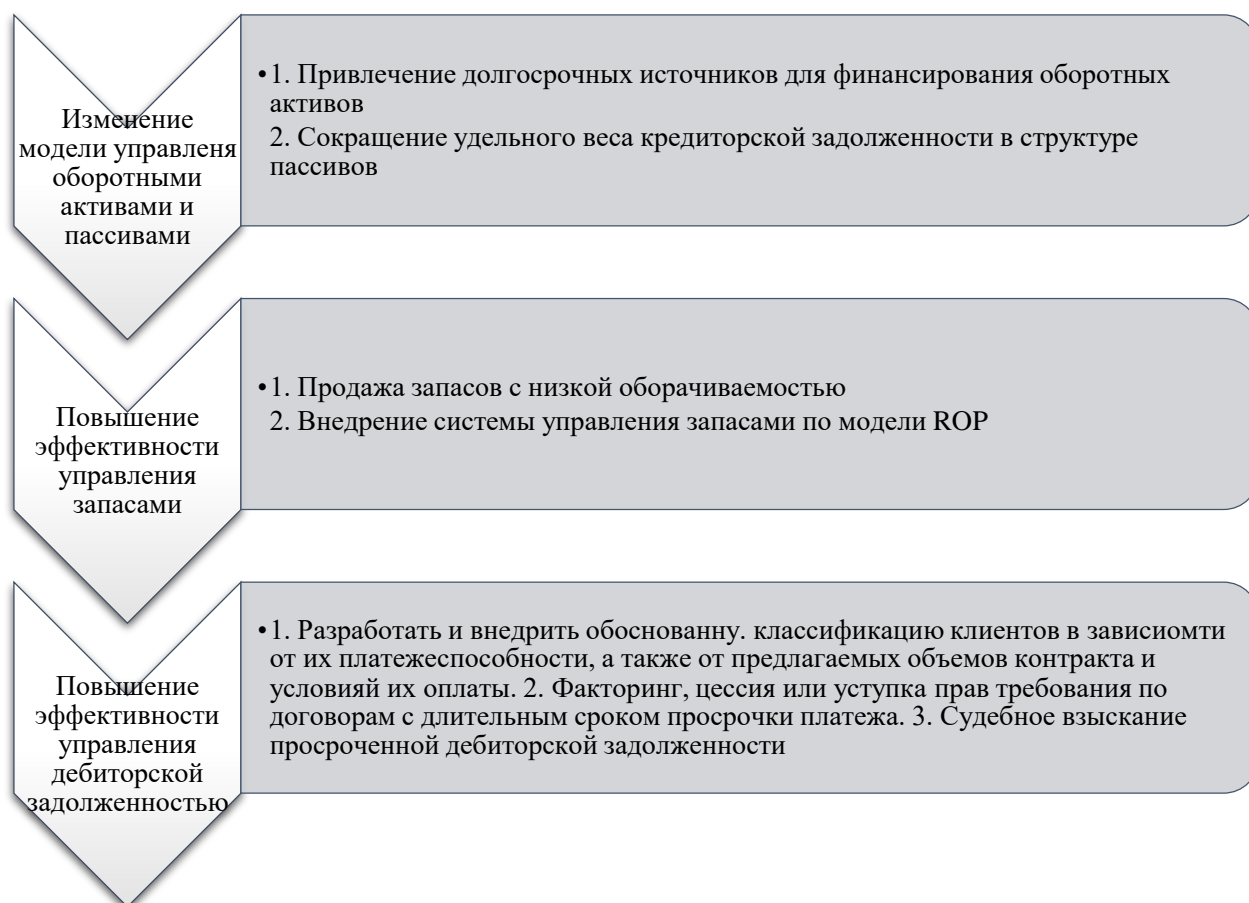 Изменение
модели управленя
оборотными
активами и
пассивами
•1. Привлечение долгосрочных источников для финансирования оборотных
активов
2. Сокращение удельного веса кредиторской задолженности в структуре
пассивов
Повышение
эффективности
управления
запасами
•1. Продажа запасов с низкой оборачиваемостью
2. Внедрение системы управления запасами по модели ROP
Повышение
эффективности
управления
дебиторской
задолженностью
•1. Разработать и внедрить обоснованну. классификацию клиентов в зависиомти
от их платежеспособности, а также от предлагаемых объемов контракта и
условияй их оплаты. 2. Факторинг, цессия или уступка прав требования по
договорам с длительным сроком просрочки платежа. 3. Судебное взыскание
просроченной дебиторской задолженности